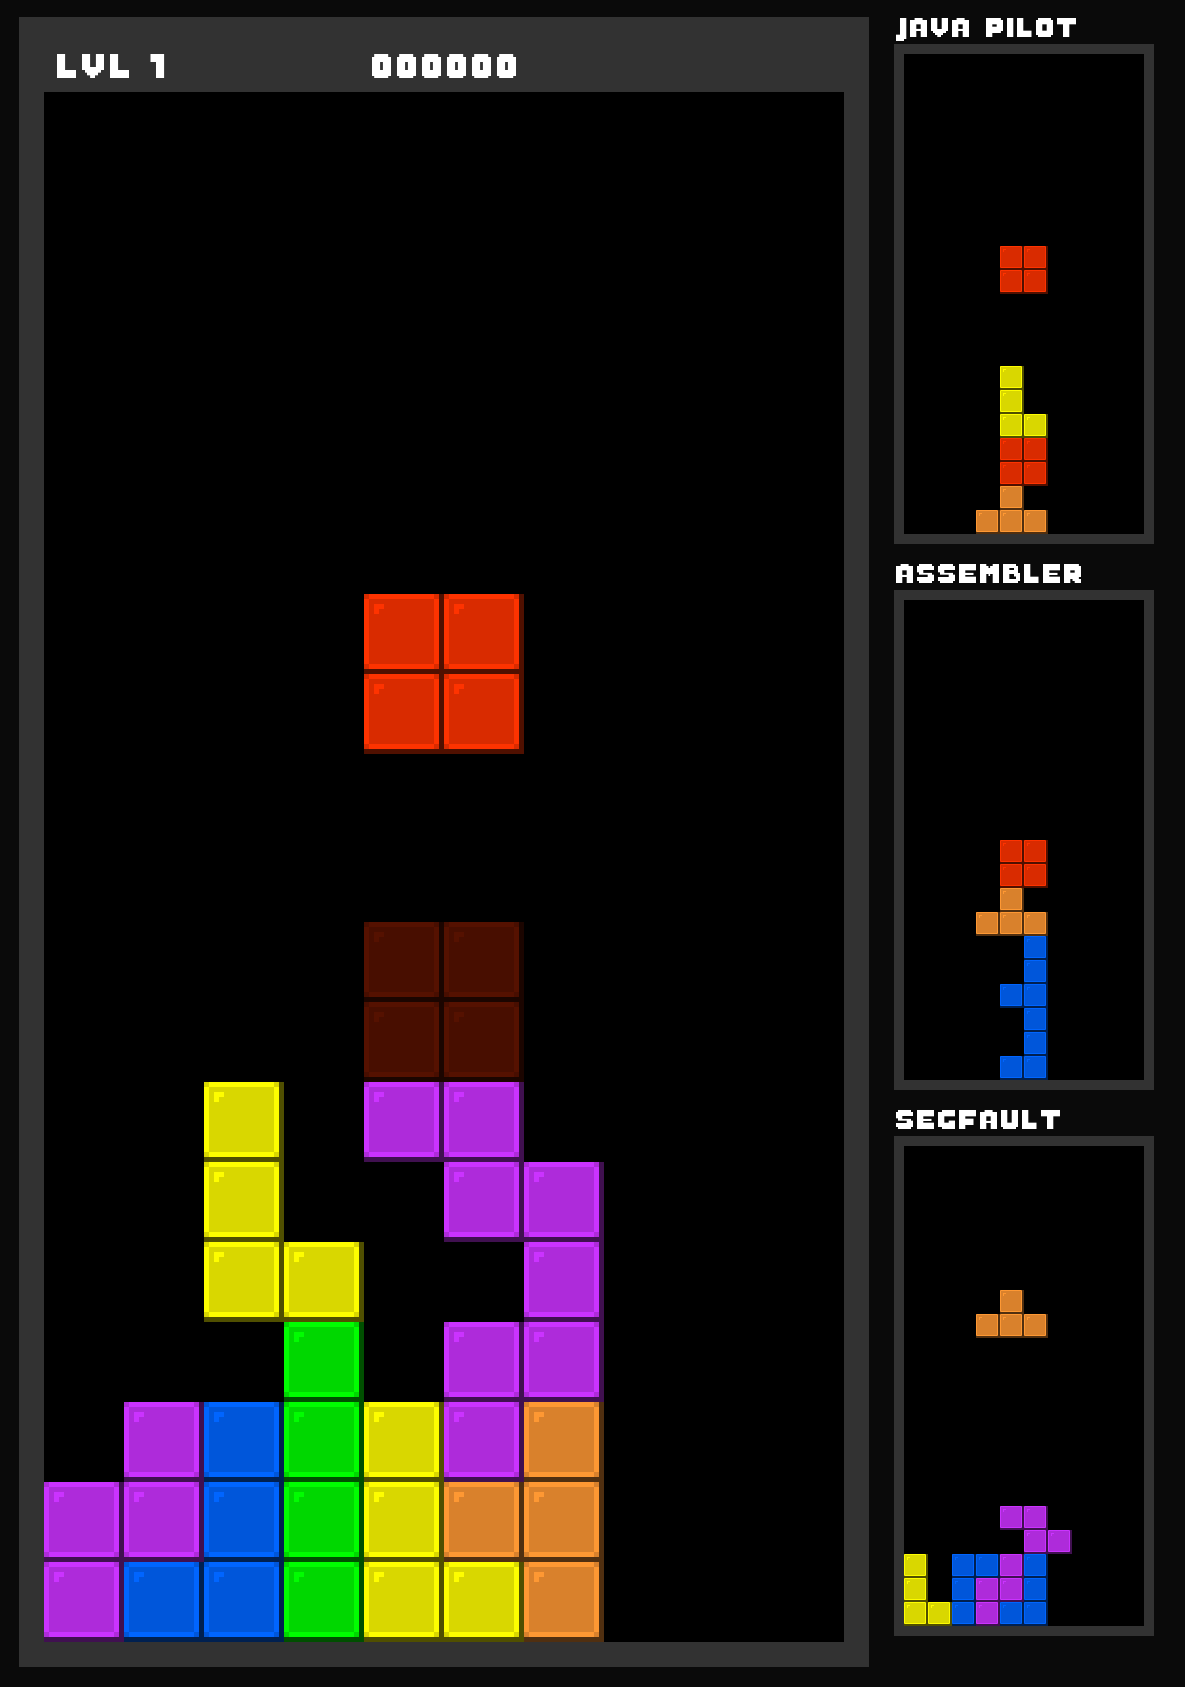 LVL 1
000000
JAVA PILOT
ASSEMBLER
SEGFAULT